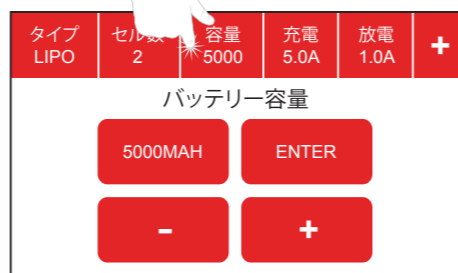 タイプ
LIPO
セル数
2
容量
5000
充電
5.0A
放電
1.0A
+
バッテリー容量
5000MAH
ENTER
-
+